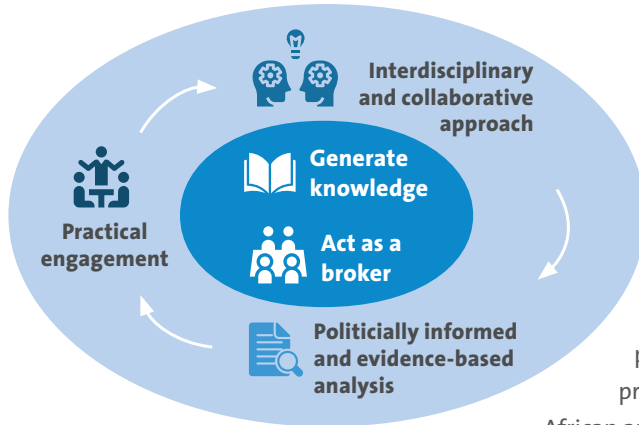 Interdisciplinary
and collaborative
approach
Generate
knowledge
Act as a
broker
Practical
engagement
Politicially informed
and evidence-based
analysis